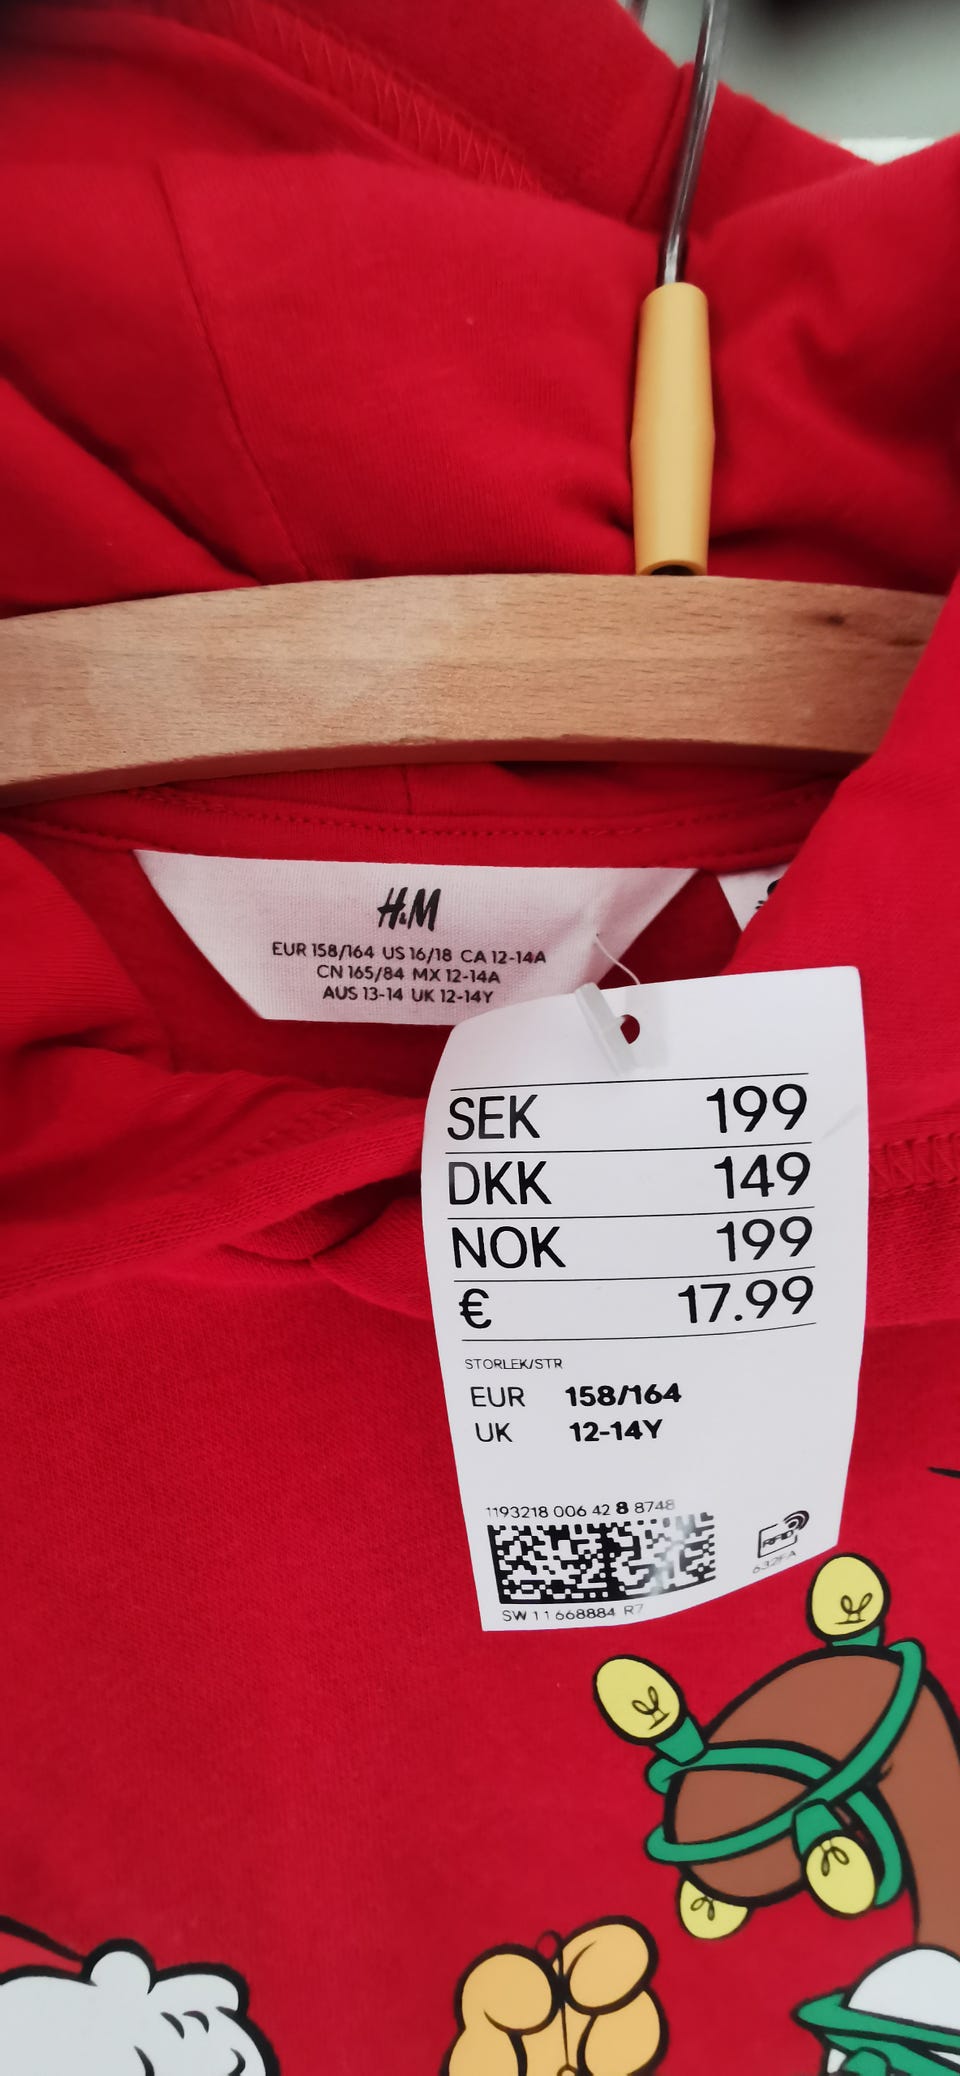 H&M
EUR 158/164 US 16/18 CA 12-14A
CN 165/84 MX 12-14A
AUS 13-14 UK 12-14Y
SEK 199
DKK 149
NOK 199
€ 17.99
STORLEK/STR
EUR 158/164
UK 12-14Y
1193218 006 42 8 8748
RFID
632FA
SW 11 668884 R7